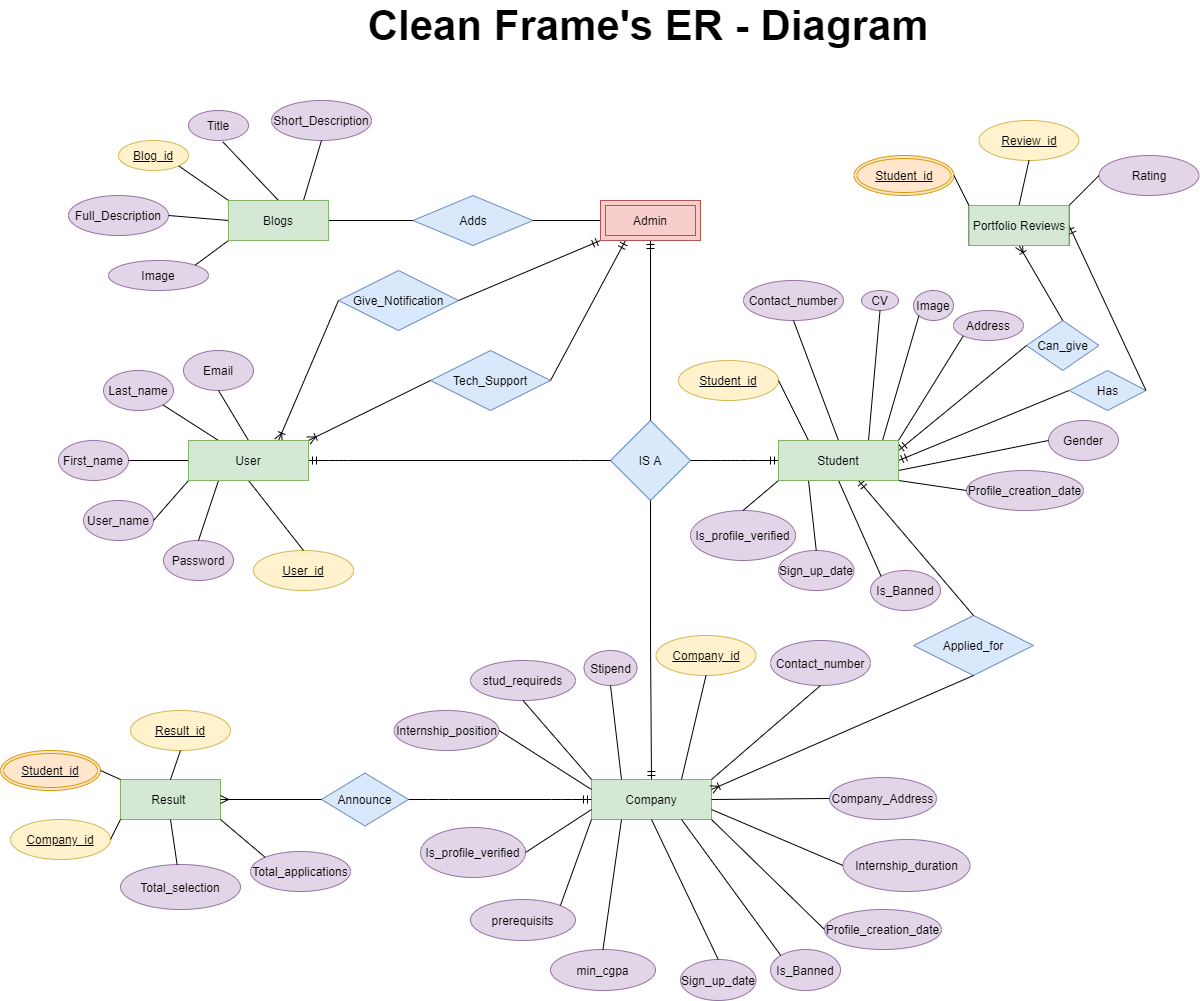 Clean Frame's ER - Diagram
Short_Description
Title
Blog_id
Full_Description
Blogs
Image
Adds
Admin
Review_id
Student_id
Rating
Portfolio Reviews
Give_Notification
Tech_Support
Contact_number
CV
Image
Address
Can_give
Has
Student_id
Email
Last_name
First_name
User
User_name
Password
User_id
IS A
Student
Gender
Profile_creation_date
Is_profile_verified
Sign_up_date
Is_Banned
Applied_for
Company_id
Contact_number
Stipend
stud_requireds
Internship_position
Result_id
Student_id
Result
Announce
Company
Company_Address
Company_id
Is_profile_verified
Internship_duration
Total_applications
Total_selection
prerequisits
Profile_creation_date
min_cgpa
Sign_up_date
Is_Banned